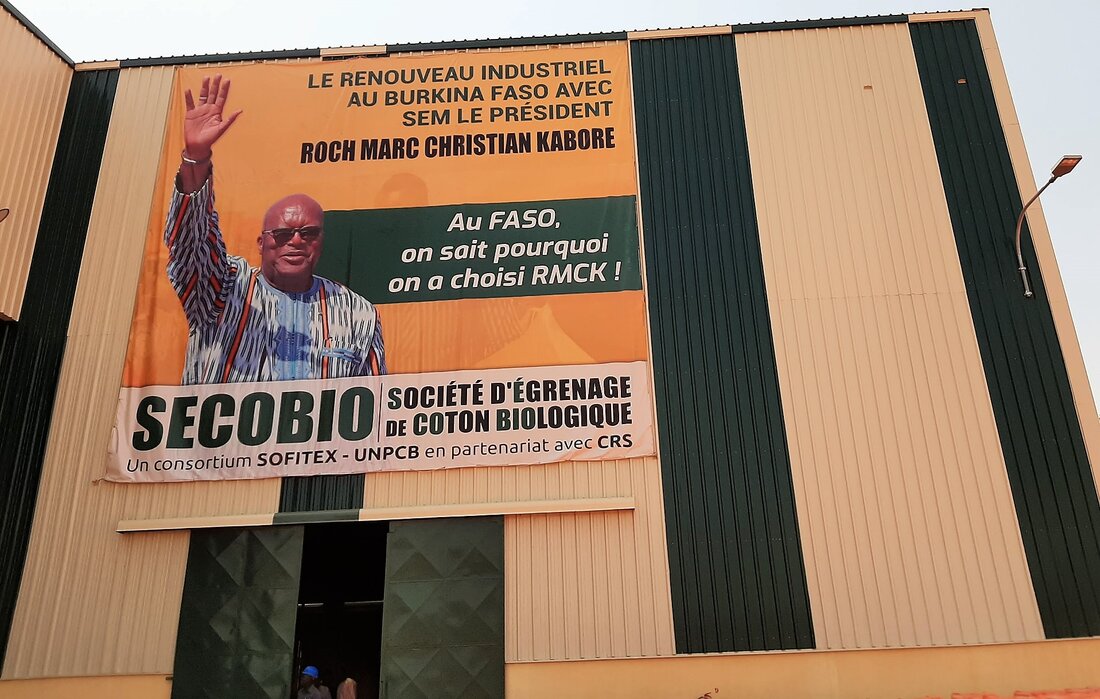 LE RENOUVEAU INDUSTRIEL
AU BURKINA FASO AVEC
SEM LE PRÉSIDENT
ROCH MARC CHRISTIAN KABORE
Au FASO,
on sait pourquoi
on a choisi RMCK !
SECOBIO
SOCIÉTÉ D'ÉGRENAGE
DE COTON BIOLOGIQUE
Un consortium SOFITEX - UNPCB en partenariat avec CRS